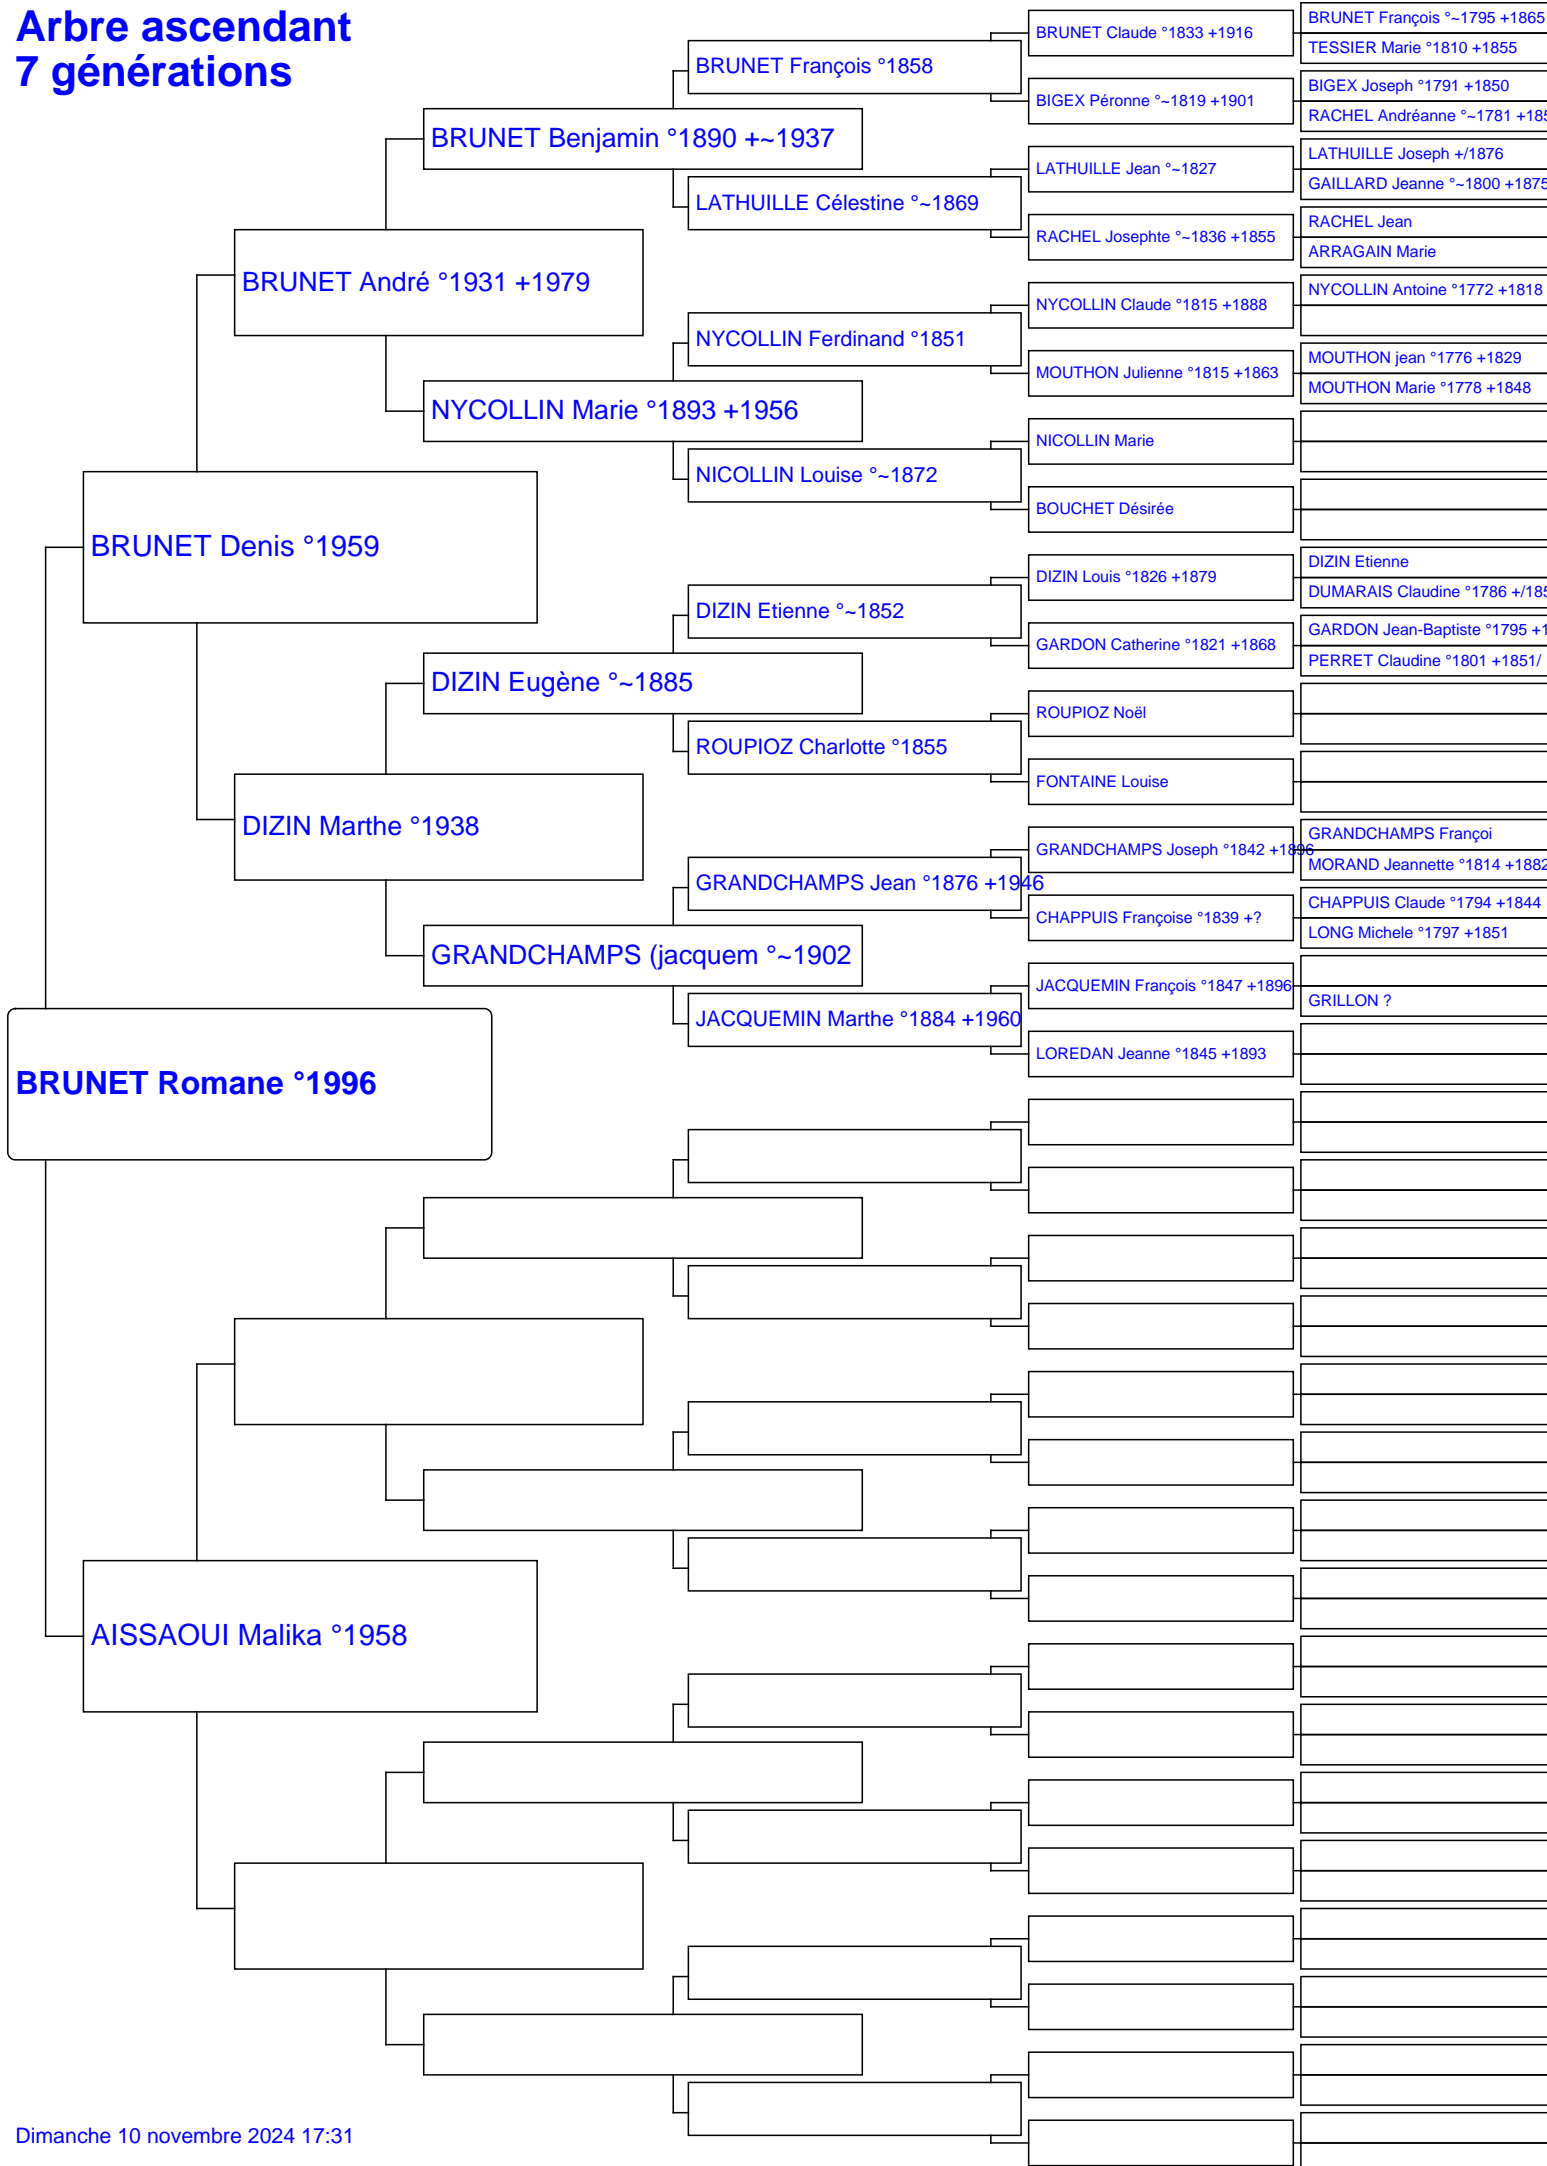 Arbre ascendant
7 générations
BRUNET Romane °1996
BRUNET Denis °1959
AISSAOUI Malika °1958
BRUNET André °1931 +1979
DIZIN Marthe °1938
BRUNET Benjamin °1890 +~1937
NYCOLLIN Marie °1893 +1956
DIZIN Eugène °~1885
GRANDCHAMPS (jacquem °~1902
BRUNET François °1858
LATHUILLE Célestine °~1869
NYCOLLIN Ferdinand °1851
NICOLLIN Louise °~1872
DIZIN Etienne °~1852
ROUPIOZ Charlotte °1855
GRANDCHAMPS Jean °1876 +1946
JACQUEMIN Marthe °1884 +1960
BRUNET Claude °1833 +1916
BIGEX Péronne °~1819 +1901
LATHUILLE Jean °~1827
RACHEL Josephte °~1836 +1855
NYCOLLIN Claude °1815 +1888
MOUTHON Julienne °1815 +1863
NICOLLIN Marie
BOUCHET Désirée
DIZIN Louis °1826 +1879
GARDON Catherine °1821 +1868
ROUPIOZ Noël
FONTAINE Louise
GRANDCHAMPS Joseph °1842 +1896
CHAPPUIS Françoise °1839 +?
JACQUEMIN François °1847 +1896
LOREDAN Jeanne °1845 +1893
BRUNET François °~1795 +1865
TESSIER Marie °1810 +1855
BIGEX Joseph °1791 +1850
RACHEL Andréanne °~1781 +185
LATHUILLE Joseph +/1876
GAILLARD Jeanne °~1800 +1875
RACHEL Jean
ARRAGAIN Marie
NYCOLLIN Antoine °1772 +1818
MOUTHON jean °1776 +1829
MOUTHON Marie °1778 +1848
DIZIN Etienne
DUMARAIS Claudine °1786 +/185
GARDON Jean-Baptiste °1795 +1
PERRET Claudine °1801 +1851/
GRANDCHAMPS Françoi
MORAND Jeannette °1814 +1882
CHAPPUIS Claude °1794 +1844
LONG Michele °1797 +1851
GRILLON ?
Dimanche 10 novembre 2024 17:31